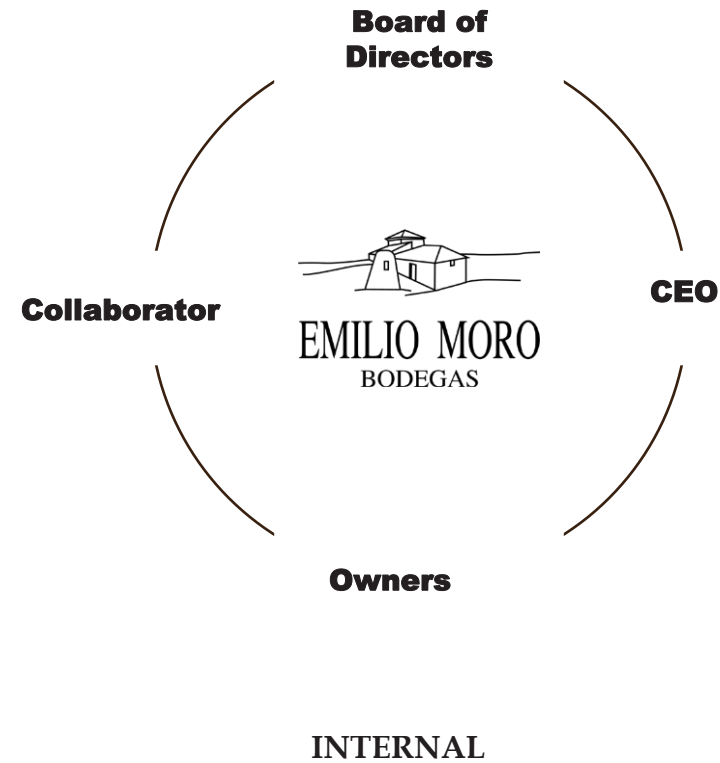 Board of
Directors
CEO
Collaborator
EMILIO MORO
BODEGAS
Owners
INTERNAL